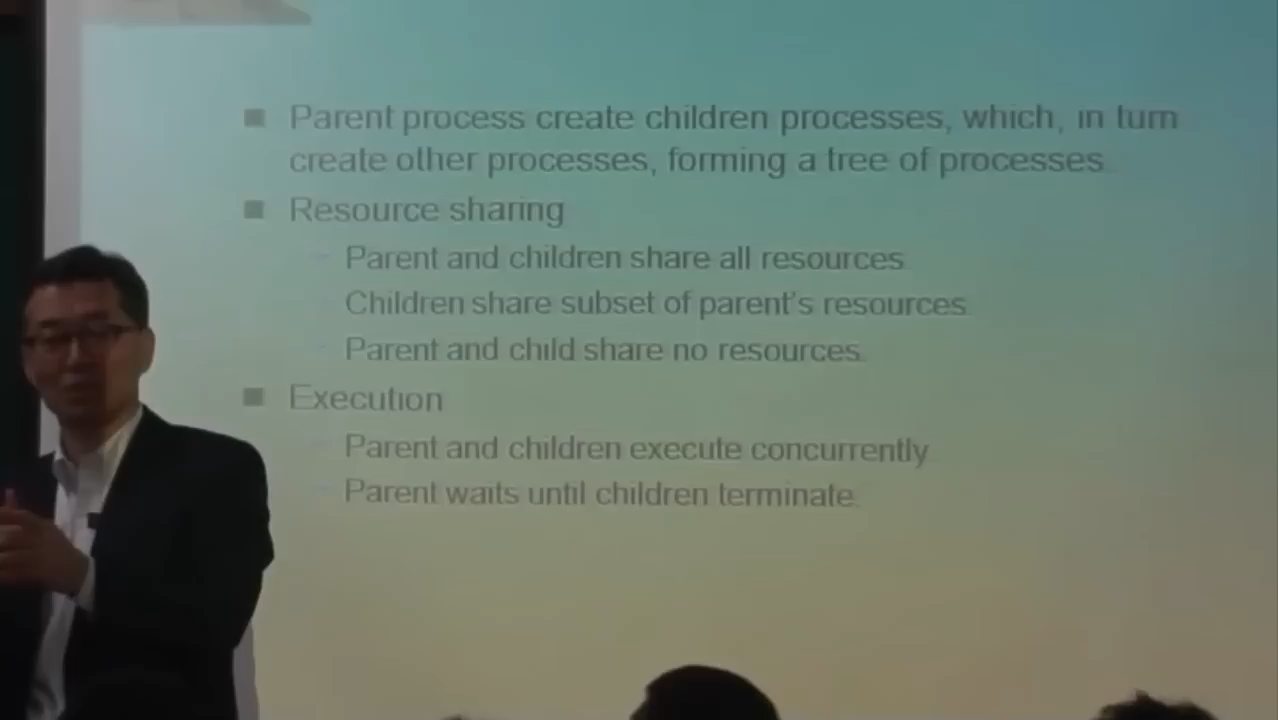 Parent process create children processes, which, in turn
create other processes, forming a tree of processes.
Resource sharing
Parent and children share all resources.
Children share subset of parent's resources.
Parent and child share no resources.
Execution
Parent and children execute concurrently.
Parent waits until children terminate.